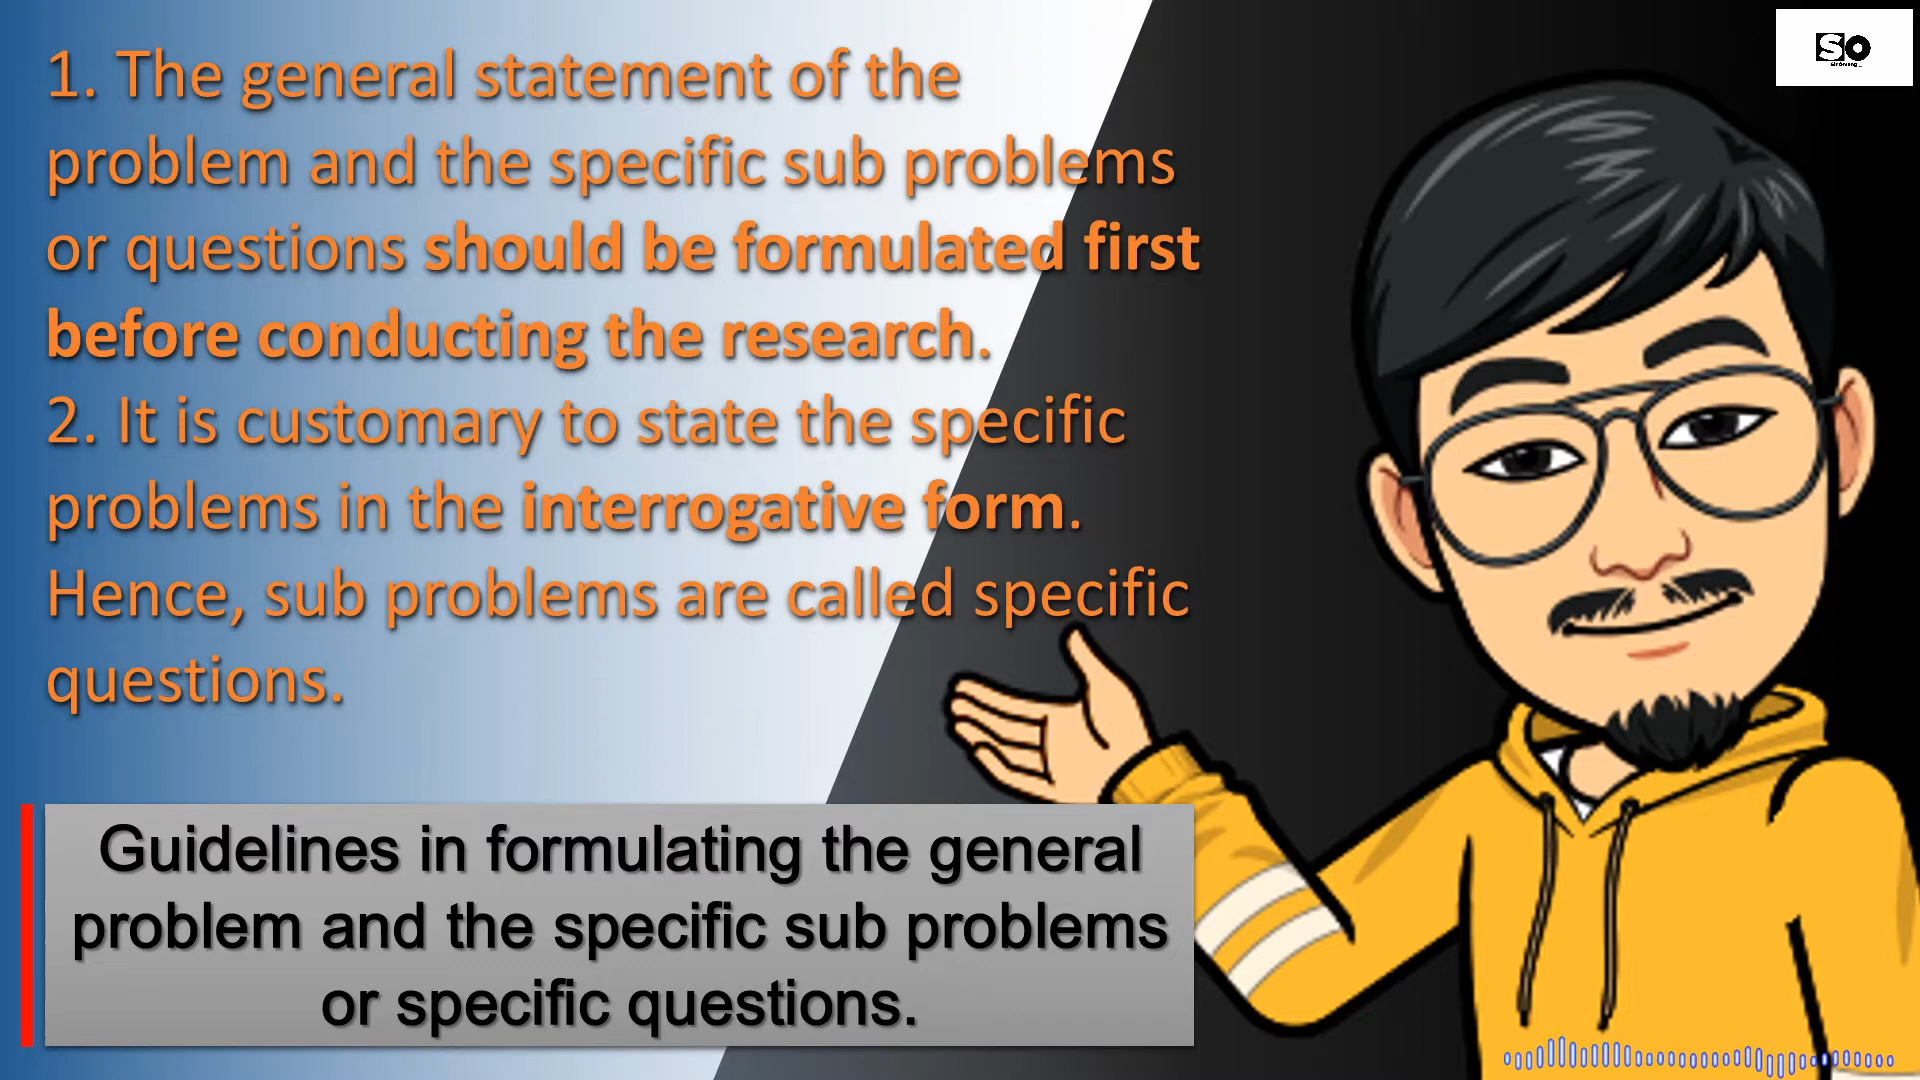 1. The general statement of the
problem and the specific sub problems
or questions should be formulated first
before conducting the research.
2. It is customary to state the specific
problems in the interrogative form.
Hence, sub problems are called specific
questions.
Guidelines in formulating the general
problem and the specific sub problems
or specific questions.
SO